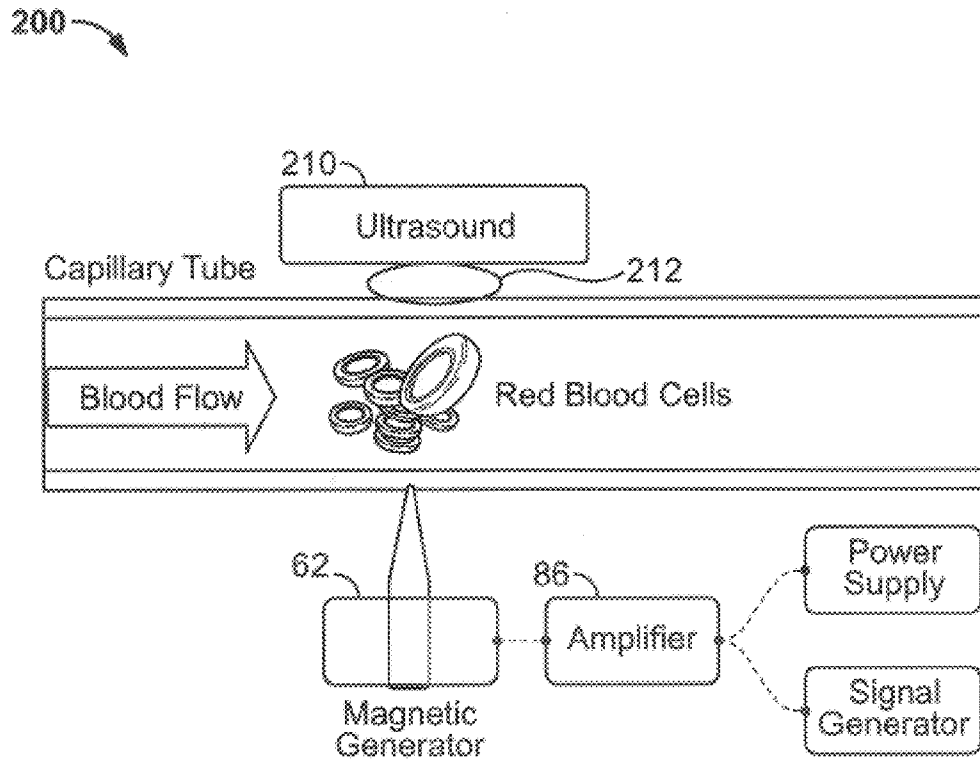 200
210
Ultrasound
Capillary Tube
212
Blood Flow
Red Blood Cells
62
86
Power
Supply
Amplifier
Signal
Generator
Magnetic
Generator